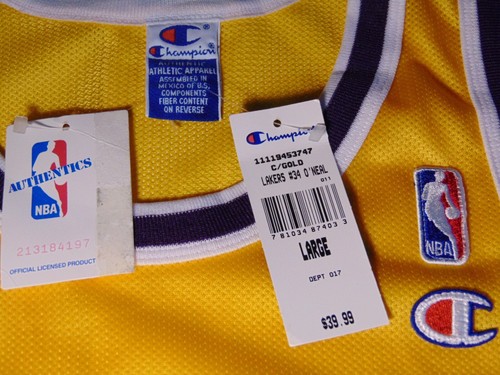 Champion
AUTHENTIC
ATHLETIC APPAREL
ASSEMBLED IN
MEXICO OF U.S.
COMPONENTS
FIBER CONTENT
ON REVERSE
AUTHENTICS
NBA
213184197
OFFICIAL LICENSED PRODUCT
Champion
11119453747
C/GOLD
LAKERS #34 O'NEAL
011
7 81034 87403 3
LARGE
DEPT 017
$39.99
NBA